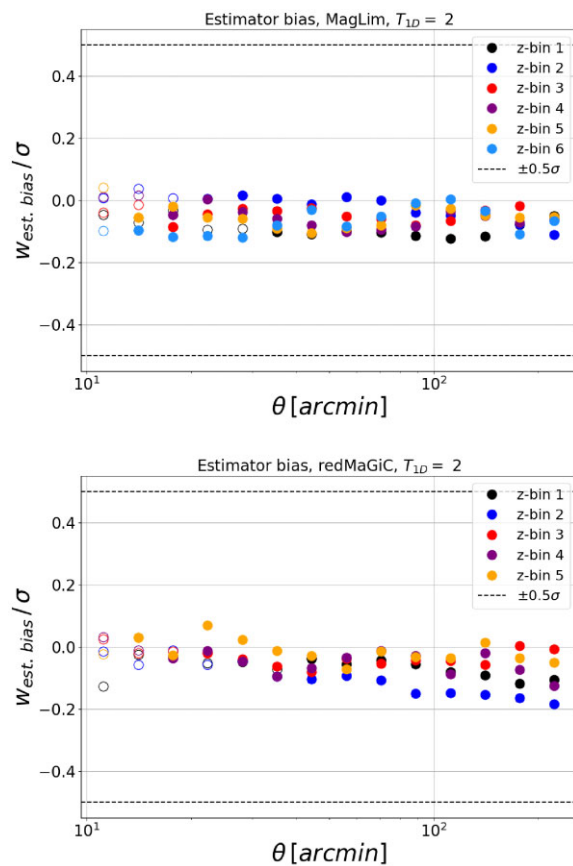 Estimator bias, MagLim, T1D = 2
0.4
0.2
0.0
−0.2
−0.4
w est. bias / σ
z-bin 1
z-bin 2
z-bin 3
z-bin 4
z-bin 5
z-bin 6
±0.5σ
10¹ 10²
θ [arcmin]
Estimator bias, redMaGiC, T1D = 2
0.4
0.2
0.0
−0.2
−0.4
w est. bias / σ
z-bin 1
z-bin 2
z-bin 3
z-bin 4
z-bin 5
±0.5σ
10¹ 10²
θ [arcmin]